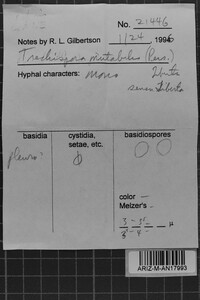 No. 21446
Notes by R. L. Gilbertson 1/24 1996
Trechispora mutabilis (Pers.)
Hyphal characters: Mono
basidia cystidia, setae, etc. basidiospores
pleuro? ϕ
color –
Melzer's –
µ
ARIZ-M-AN17993